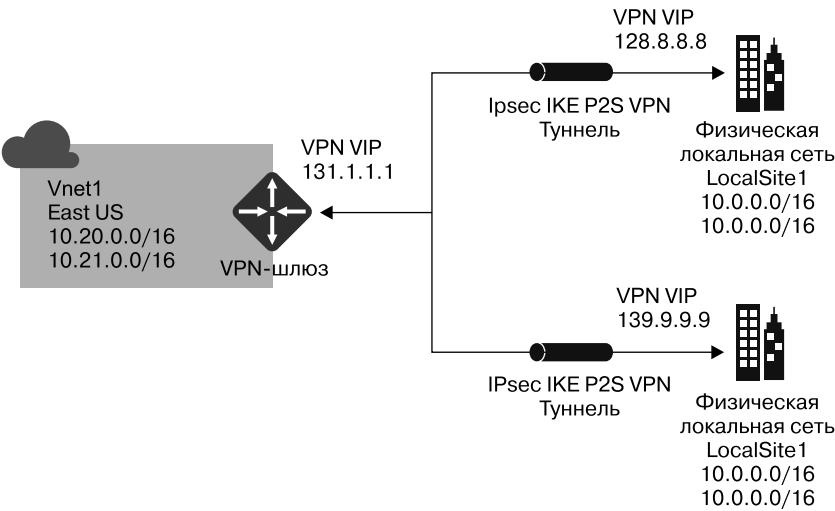 VPN VIP
128.8.8.8
Ipsec IKE P2S VPN
Туннель
Физическая
локальная сеть
LocalSite1
10.0.0.0/16
10.0.0.0/16
VPN VIP
131.1.1.1
Vnet1
East US
10.20.0.0/16
10.21.0.0/16
VPN-шлюз
VPN VIP
139.9.9.9
IPsec IKE P2S VPN
Туннель
Физическая
локальная сеть
LocalSite1
10.0.0.0/16
10.0.0.0/16